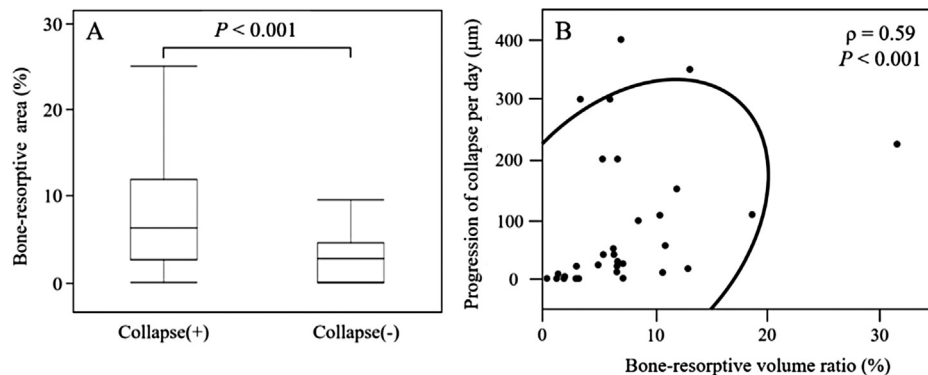 A
P < 0.001
30
20
10
0
Bone-resorptive area (%)
Collapse(+)
Collapse(-)
B
ρ = 0.59
P < 0.001
400
300
200
100
0
Progression of collapse per day (μm)
0
10
20
30
Bone-resorptive volume ratio (%)